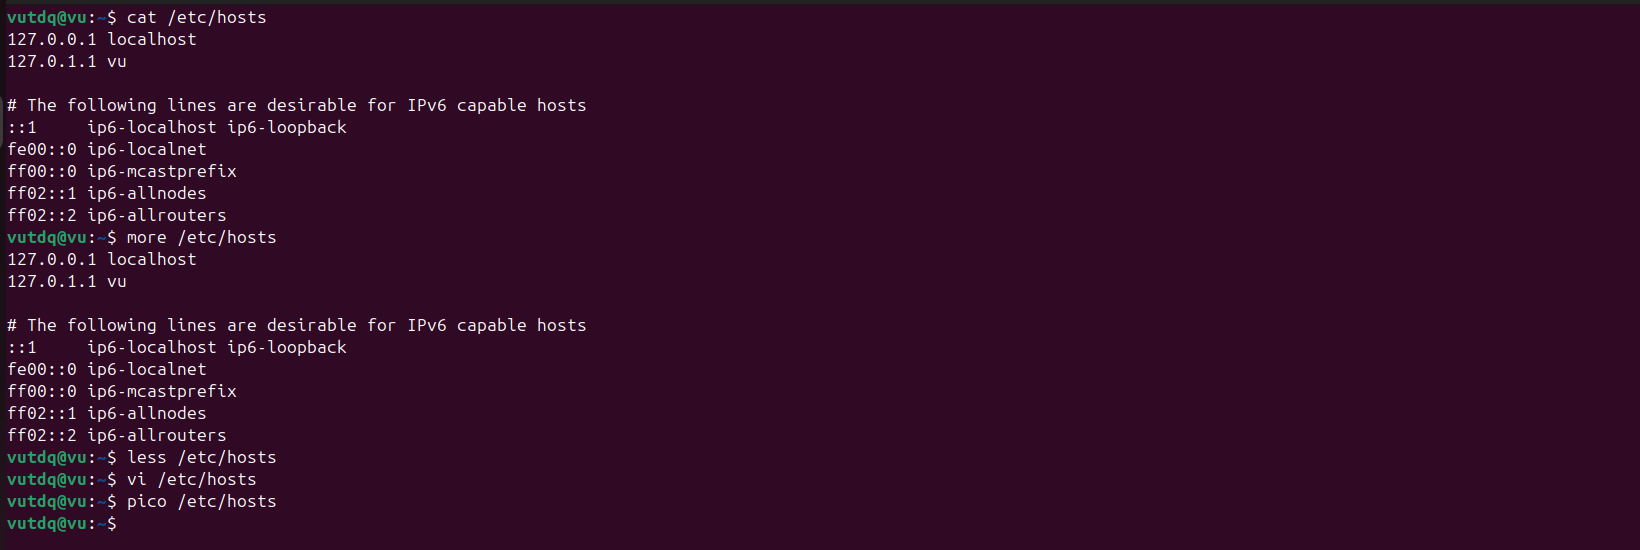 vutdq@vu:~$ cat /etc/hosts
127.0.0.1 localhost
127.0.1.1 vu

# The following lines are desirable for IPv6 capable hosts
::1     ip6-localhost ip6-loopback
fe00::0 ip6-localnet
ff00::0 ip6-mcastprefix
ff02::1 ip6-allnodes
ff02::2 ip6-allrouters
vutdq@vu:~$ more /etc/hosts
127.0.0.1 localhost
127.0.1.1 vu

# The following lines are desirable for IPv6 capable hosts
::1     ip6-localhost ip6-loopback
fe00::0 ip6-localnet
ff00::0 ip6-mcastprefix
ff02::1 ip6-allnodes
ff02::2 ip6-allrouters
vutdq@vu:~$ less /etc/hosts
vutdq@vu:~$ vi /etc/hosts
vutdq@vu:~$ pico /etc/hosts
vutdq@vu:~$